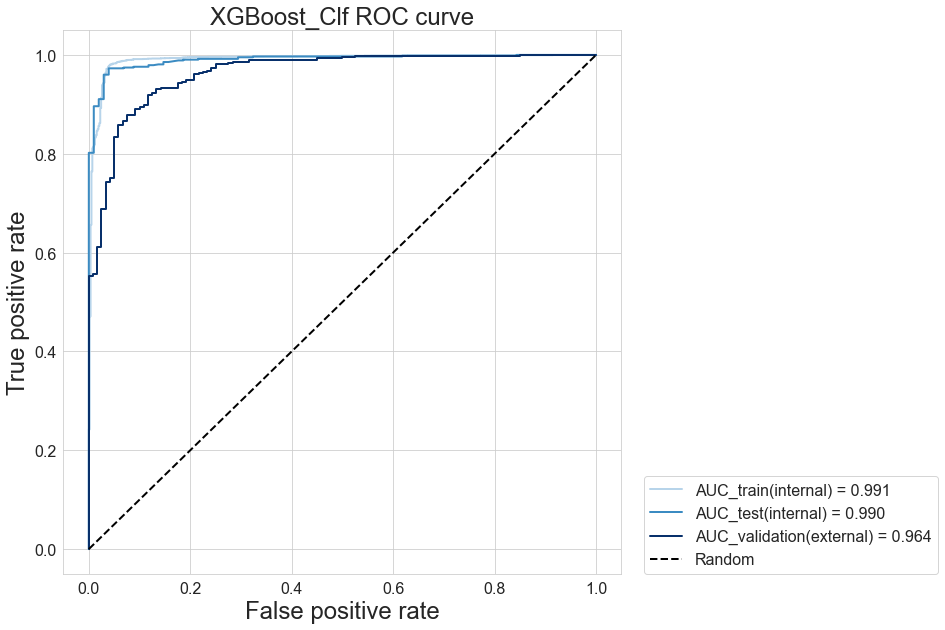 XGBoost_Clf ROC curve
True positive rate
1.0
0.8
0.6
0.4
0.2
0.0
0.0 0.2 0.4 0.6 0.8 1.0
False positive rate
AUC_train(internal) = 0.991
AUC_test(internal) = 0.990
AUC_validation(external) = 0.964
Random